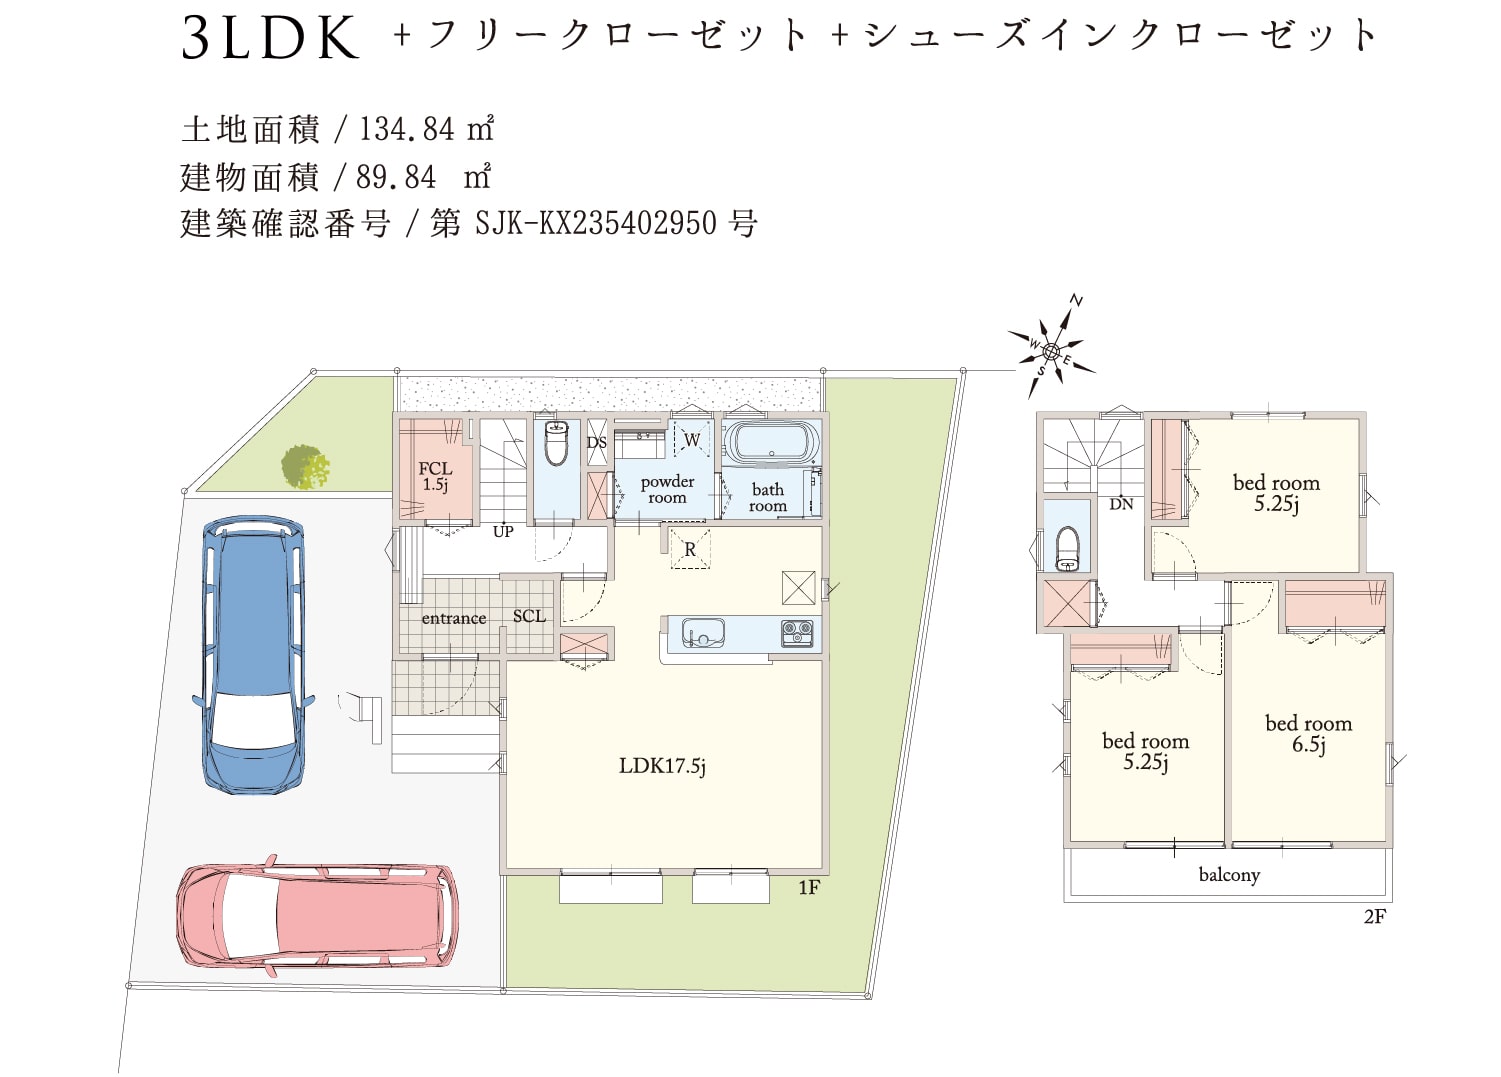 3LDK +フリークローゼット+シューズインクローゼット
土地面積 / 134.84 ㎡
建物面積 / 89.84 ㎡
建築確認番号 / 第 SJK-KX235402950 号
N
W
E
S
FCL
1.5j
UP
DS
W
powder
room
bath
room
R
entrance
SCL
LDK17.5j
1F
DN
bed room
5.25j
bed room
5.25j
bed room
6.5j
balcony
2F